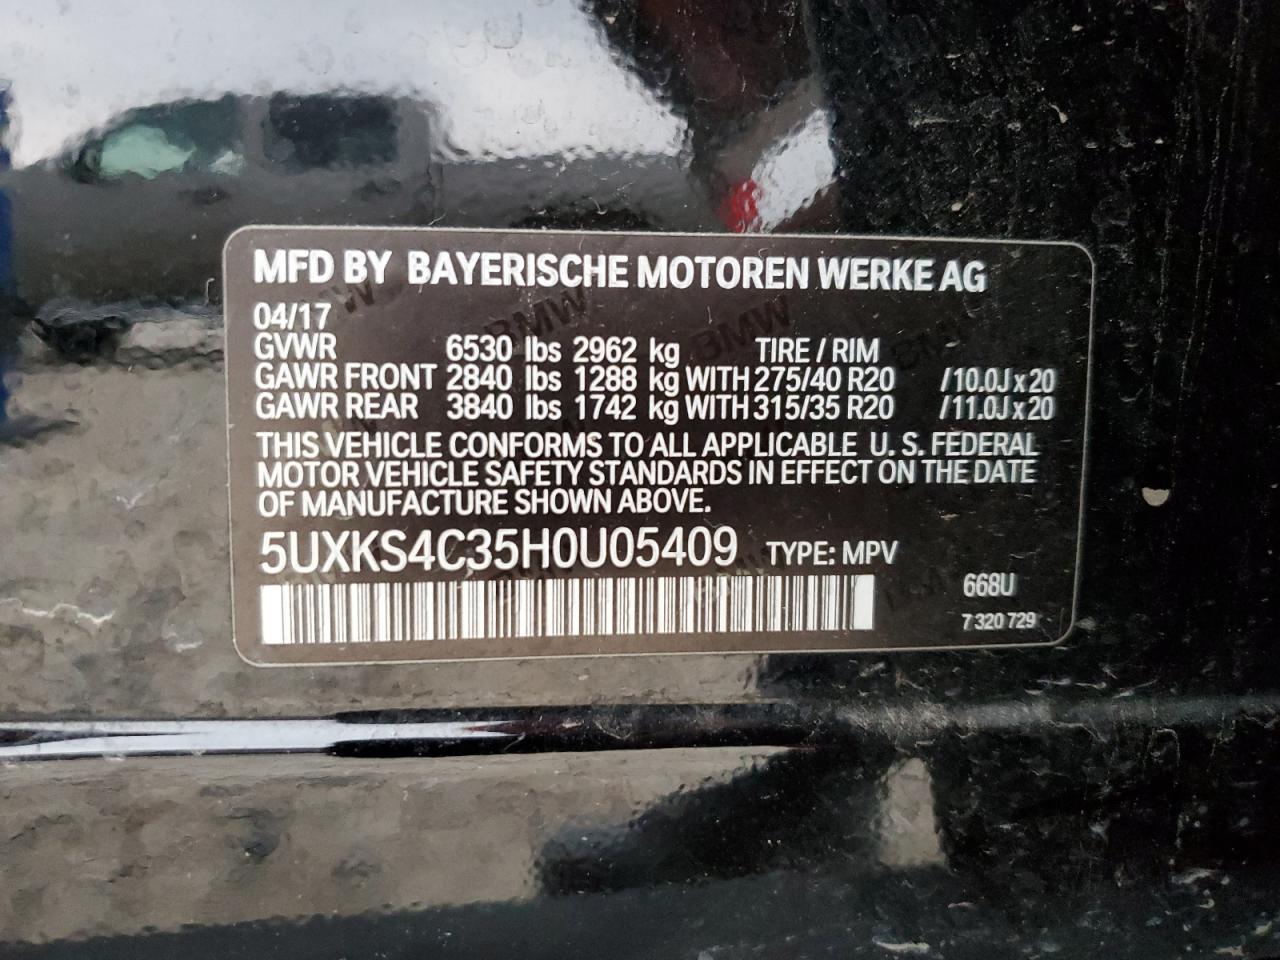 MFD BY BAYERISCHE MOTOREN WERKE AG
04/17
GVWR 6530 lbs 2962 kg TIRE / RIM
GAWR FRONT 2840 lbs 1288 kg WITH 275/40 R20 /10.0J x 20
GAWR REAR 3840 lbs 1742 kg WITH 315/35 R20 /11.0J x 20
THIS VEHICLE CONFORMS TO ALL APPLICABLE U. S. FEDERAL
MOTOR VEHICLE SAFETY STANDARDS IN EFFECT ON THE DATE
OF MANUFACTURE SHOWN ABOVE.
5UXKS4C35H0U05409 TYPE: MPV
668U
7 320 729